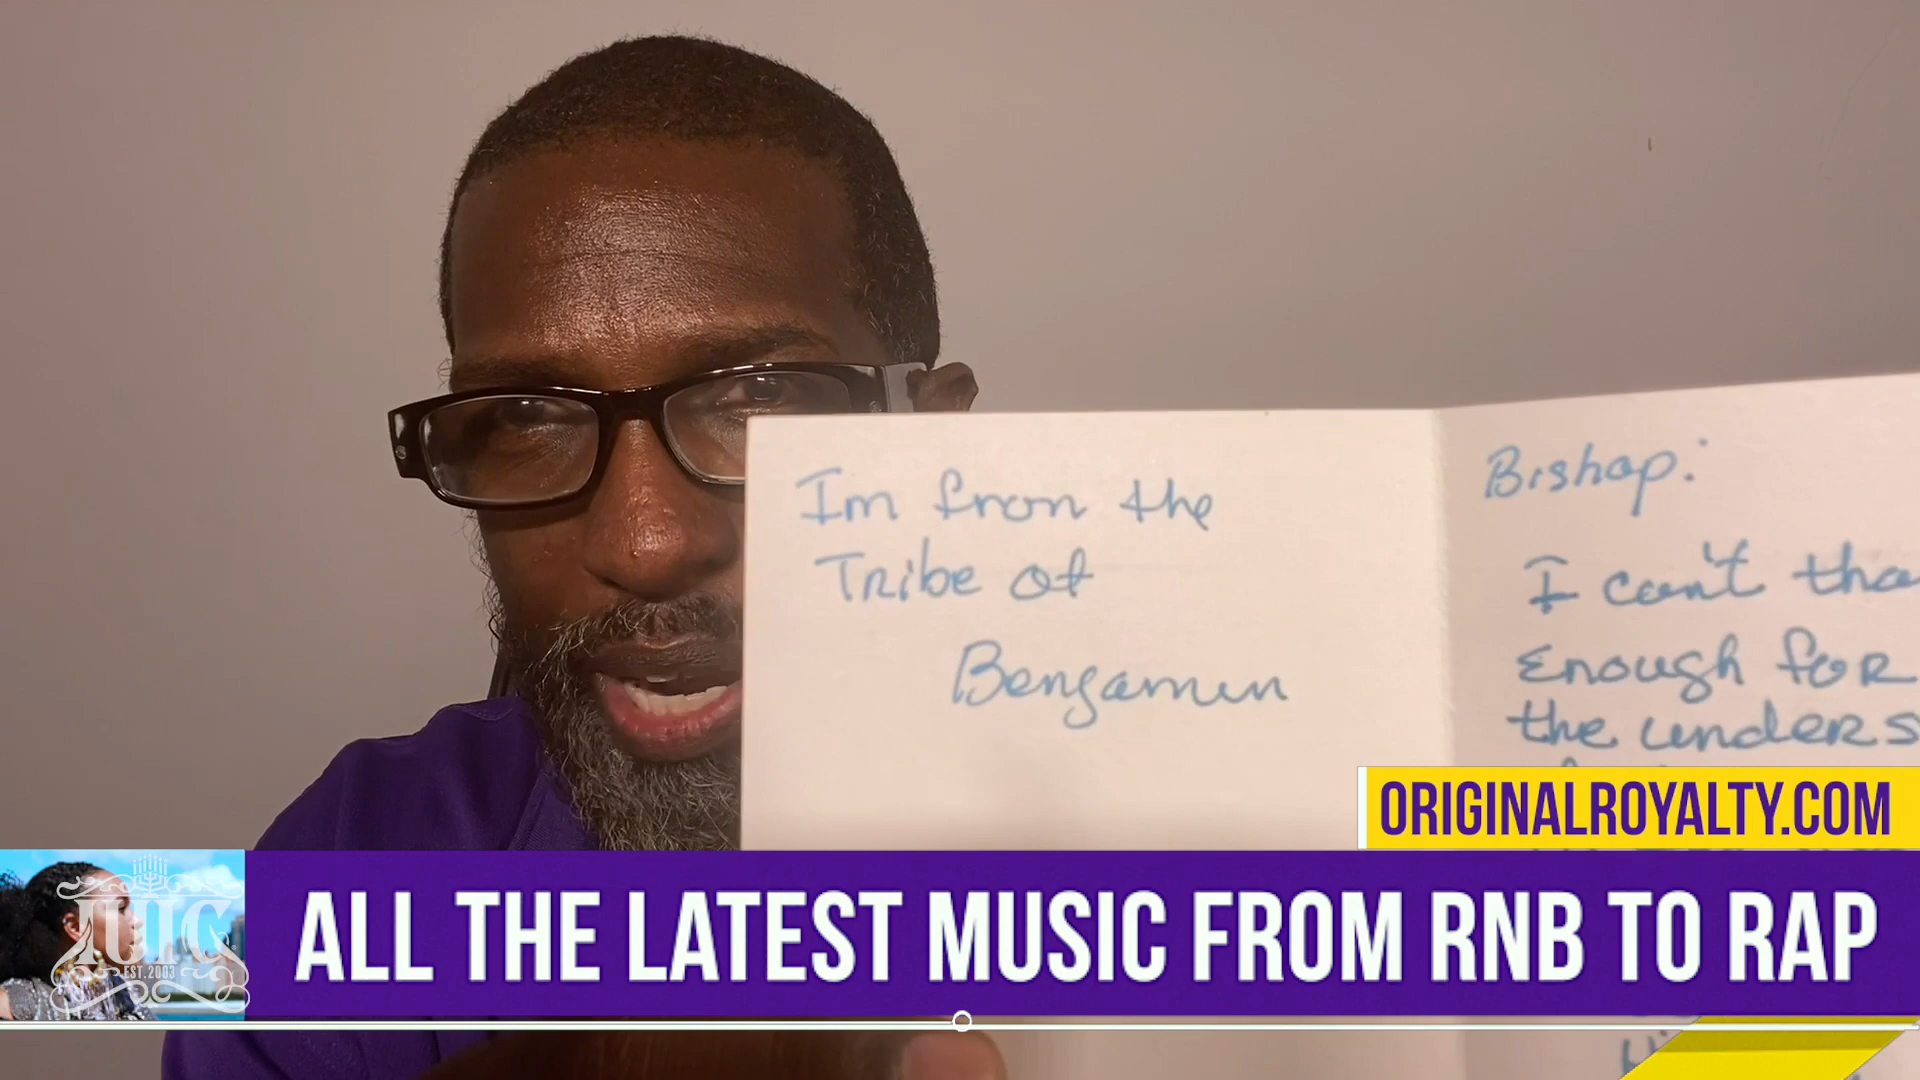 Im from the
Tribe of
Bengamin
Bishop:
I can't tha
Enough for
the unders
ORIGINALROYALTY.COM
ALL THE LATEST MUSIC FROM RNB TO RAP
IUIC
EST. 2003